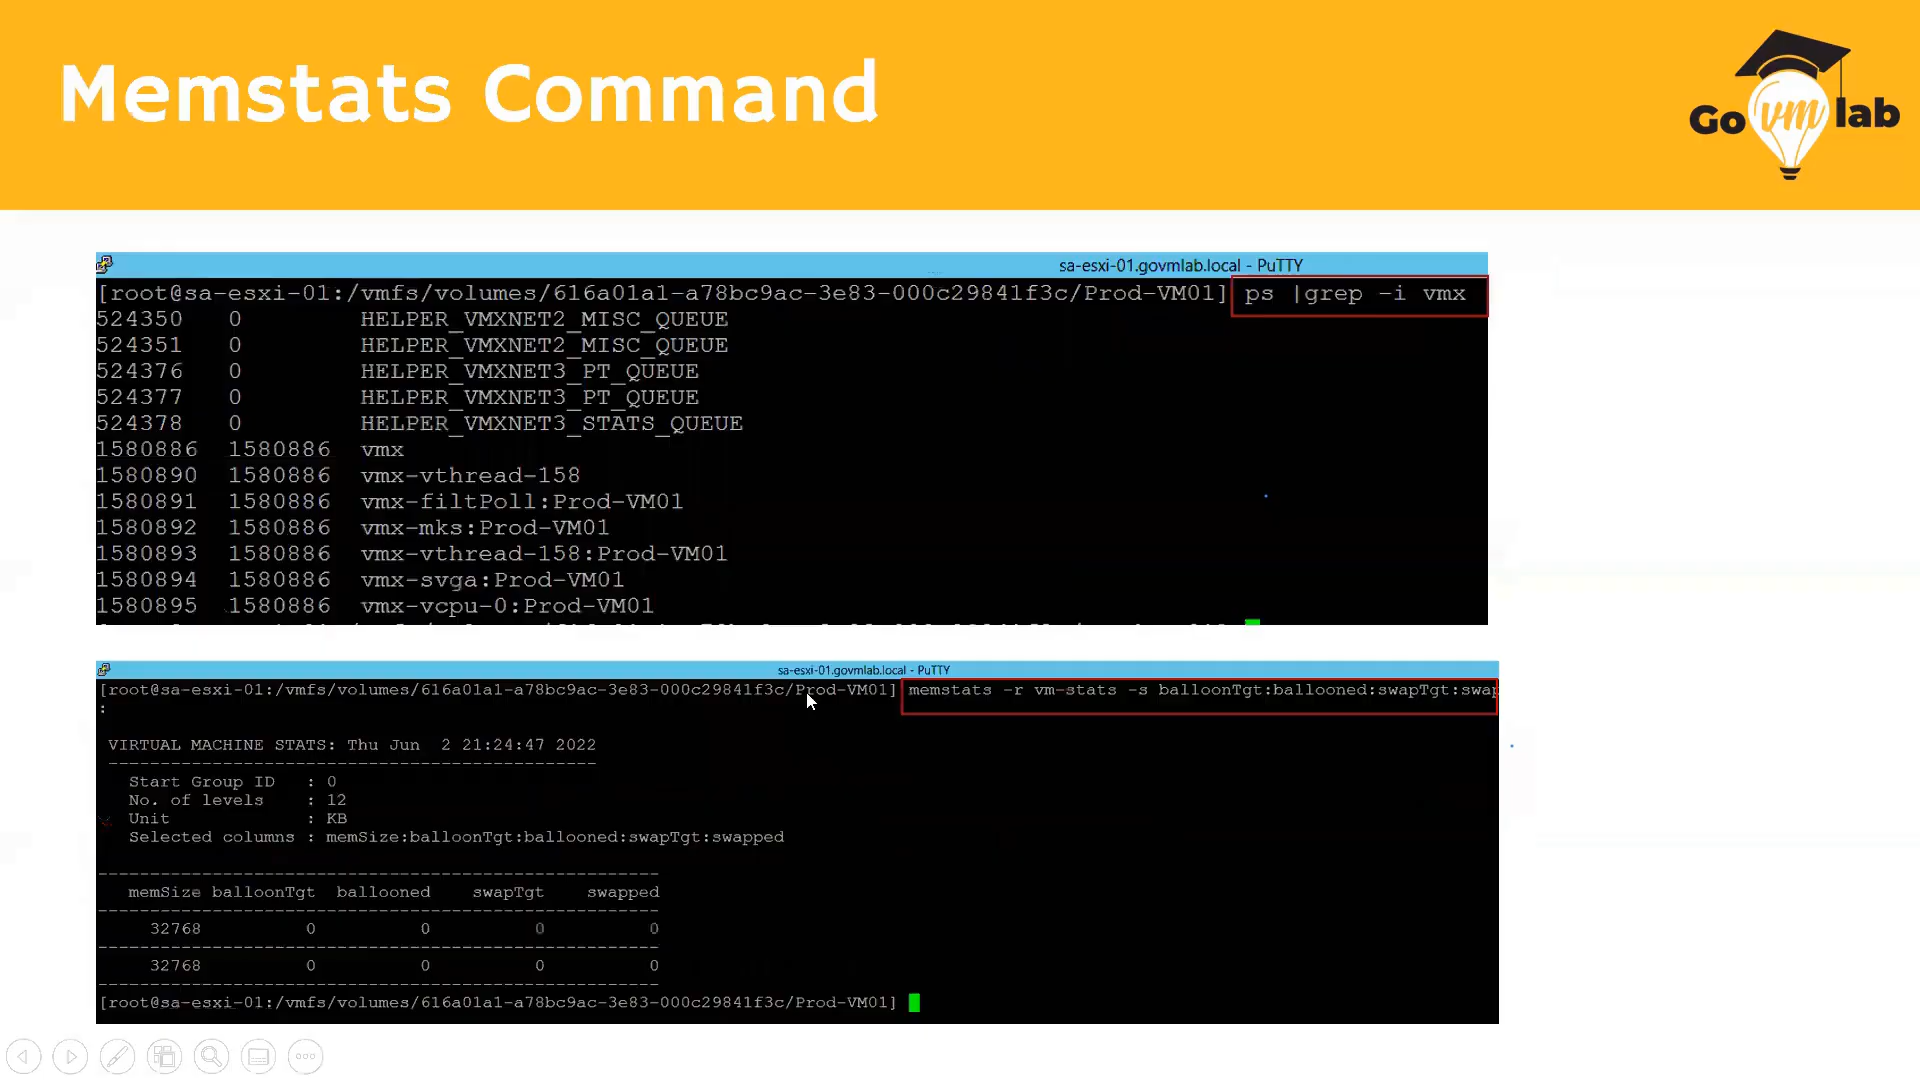 Memstats Command
Go vm lab
sa-esxi-01.govmlab.local - PuTTY
[root@sa-esxi-01:/vmfs/volumes/616a01a1-a78bc9ac-3e83-000c29841f3c/Prod-VM01] ps |grep -i vmx
524350 0 HELPER_VMXNET2_MISC_QUEUE
524351 0 HELPER_VMXNET2_MISC_QUEUE
524376 0 HELPER_VMXNET3_PT_QUEUE
524377 0 HELPER_VMXNET3_PT_QUEUE
524378 0 HELPER_VMXNET3_STATS_QUEUE
1580886 1580886 vmx
1580890 1580886 vmx-vthread-158
1580891 1580886 vmx-filtPoll:Prod-VM01
1580892 1580886 vmx-mks:Prod-VM01
1580893 1580886 vmx-vthread-158:Prod-VM01
1580894 1580886 vmx-svga:Prod-VM01
1580895 1580886 vmx-vcpu-0:Prod-VM01
sa-esxi-01.govmlab.local - PuTTY
[root@sa-esxi-01:/vmfs/volumes/616a01a1-a78bc9ac-3e83-000c29841f3c/Prod-VM01] memstats -r vm-stats -s balloonTgt:ballooned:swapTgt:swap
:
VIRTUAL MACHINE STATS: Thu Jun 2 21:24:47 2022
-----------------------------------------------
Start Group ID : 0
No. of levels : 12
Unit : KB
Selected columns : memSize:balloonTgt:ballooned:swapTgt:swapped
------------------------------------------------------
memSize balloonTgt ballooned swapTgt swapped
------------------------------------------------------
32768 0 0 0 0
------------------------------------------------------
32768 0 0 0 0
------------------------------------------------------
[root@sa-esxi-01:/vmfs/volumes/616a01a1-a78bc9ac-3e83-000c29841f3c/Prod-VM01]